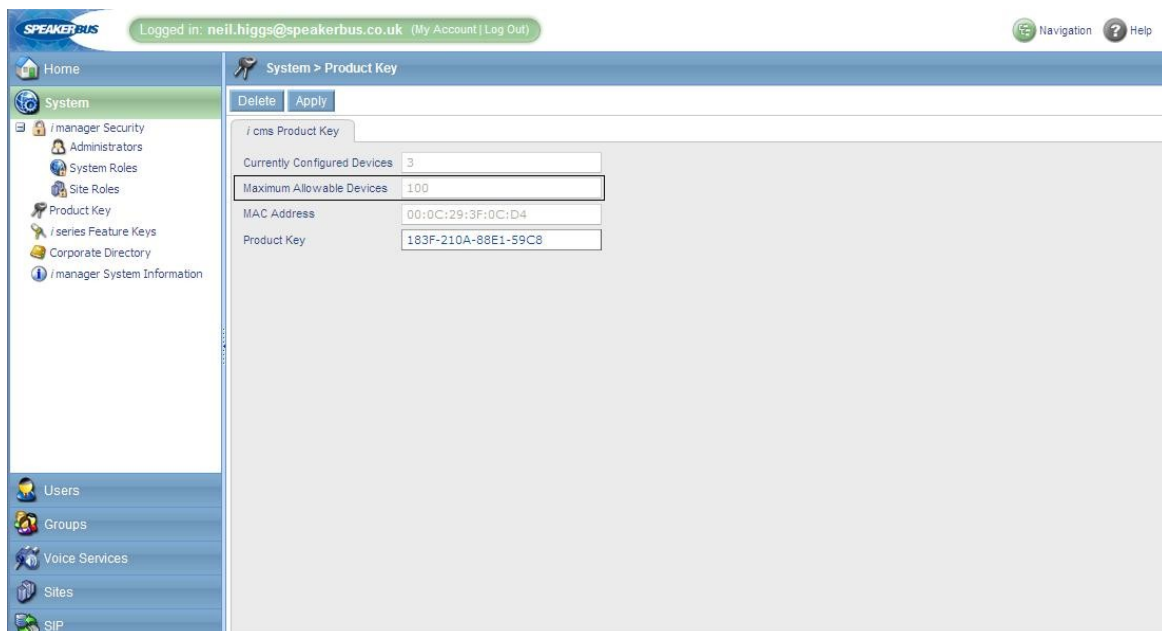 SPEAKERBUS
Logged in: neil.higgs@speakerbus.co.uk (My Account | Log Out)
Navigation
Help
Home
System > Product Key
System
Delete Apply
i manager Security
Administrators
System Roles
Site Roles
Product Key
i series Feature Keys
Corporate Directory
i manager System Information
i cms Product Key
Currently Configured Devices 3
Maximum Allowable Devices 100
MAC Address 00:0C:29:3F:0C:D4
Product Key 183F-210A-88E1-59C8
Users
Groups
Voice Services
Sites
SIP